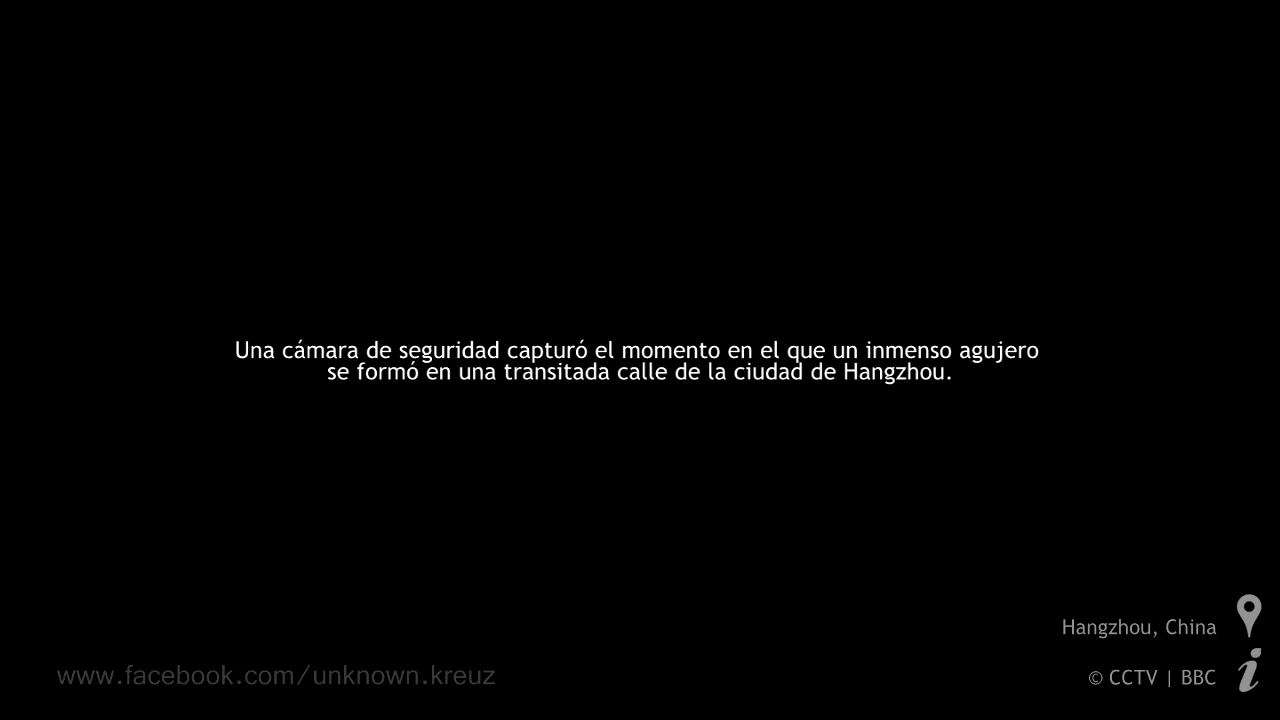 Una cámara de seguridad capturó el momento en el que un inmenso agujero
se formó en una transitada calle de la ciudad de Hangzhou.
Hangzhou, China
www.facebook.com/unknown.kreuz
© CCTV | BBC